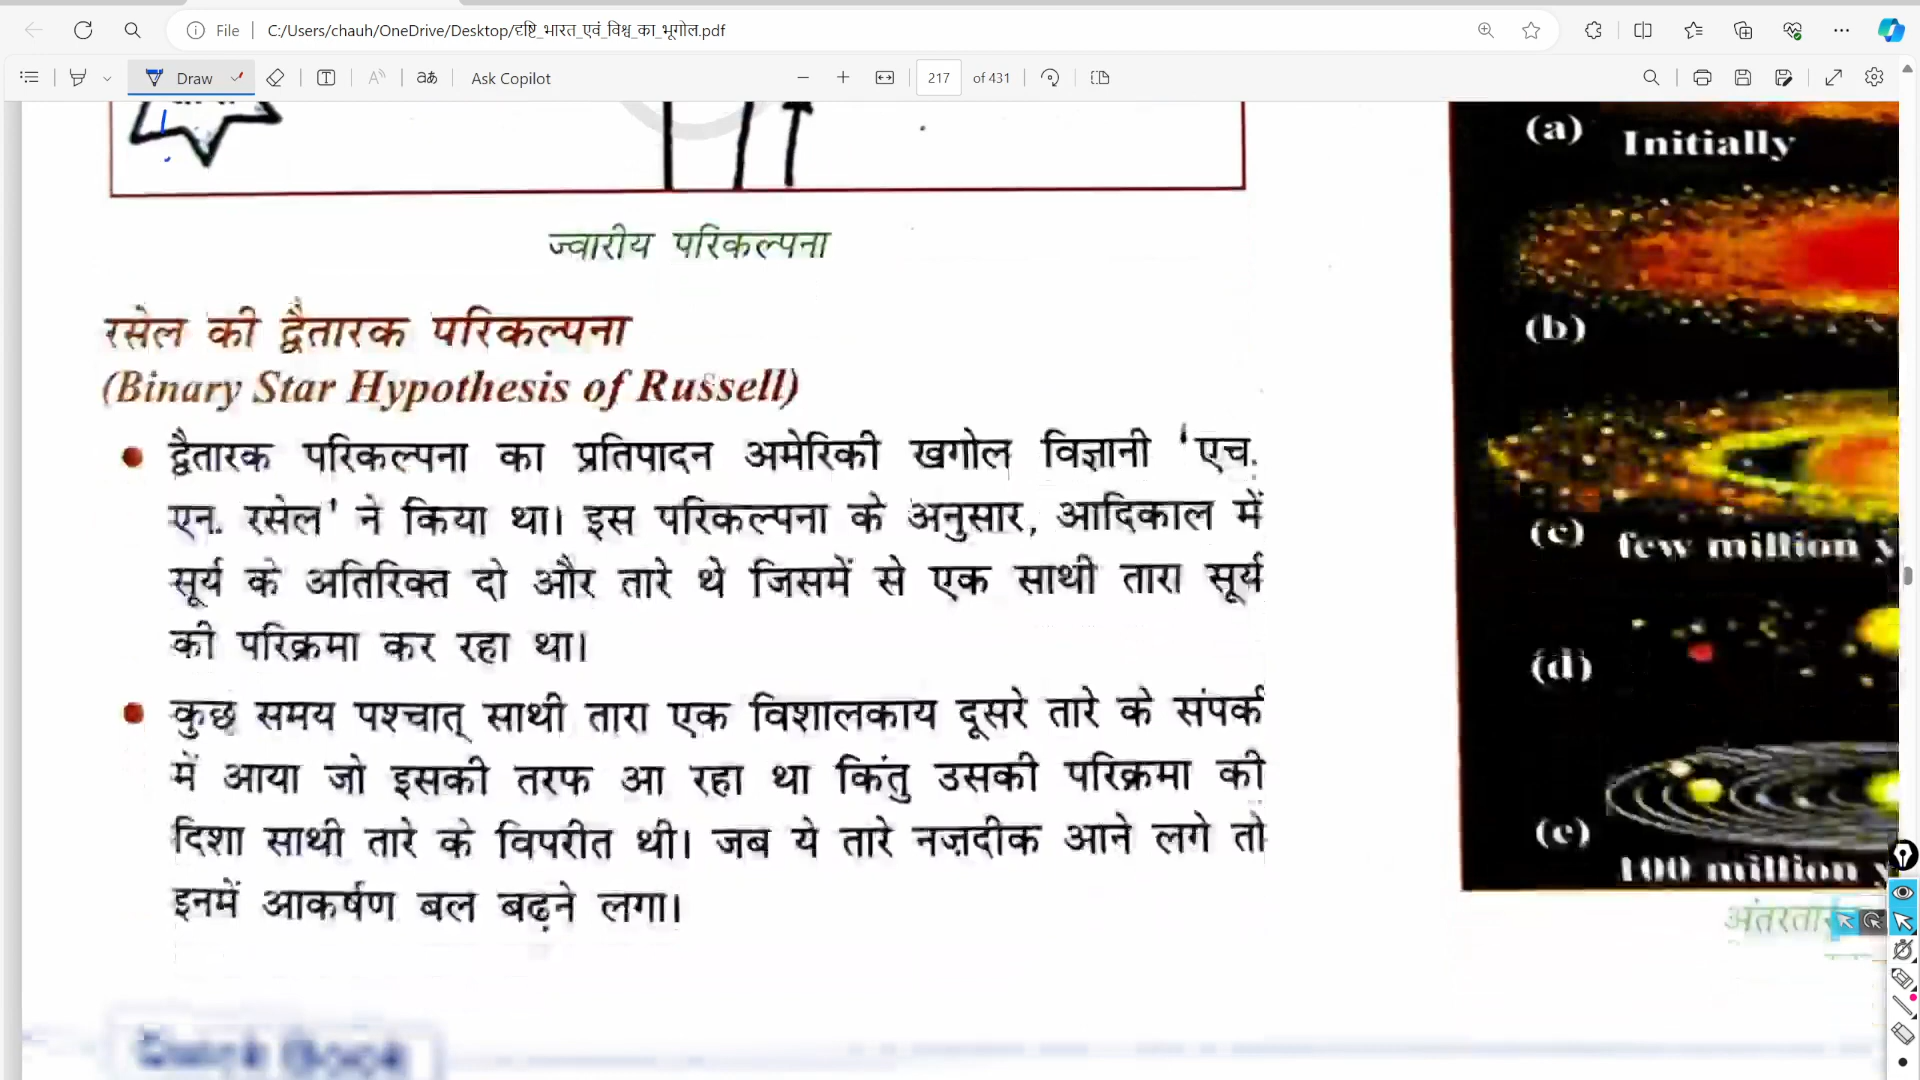 File
C:/Users/chauh/OneDrive/Desktop/दृष्टि_भारत_एवं_विश्व_का_भूगोल.pdf
Draw
Ask Copilot
217 of 431
ज्वारीय परिकल्पना
रसेल की द्वैतारक परिकल्पना
(Binary Star Hypothesis of Russell)
द्वैतारक परिकल्पना का प्रतिपादन अमेरिकी खगोल विज्ञानी 'एच.
एन. रसेल' ने किया था। इस परिकल्पना के अनुसार, आदिकाल में
सूर्य के अतिरिक्त दो और तारे थे जिसमें से एक साथी तारा सूर्य
की परिक्रमा कर रहा था।
कुछ समय पश्चात् साथी तारा एक विशालकाय दूसरे तारे के संपर्क
में आया जो इसकी तरफ आ रहा था किंतु उसकी परिक्रमा की
दिशा साथी तारे के विपरीत थी। जब ये तारे नज़दीक आने लगे तो
इनमें आकर्षण बल बढ़ने लगा।
Quick Book
(a) Initially
(b)
(c) few million
(d)
(e)
100 million